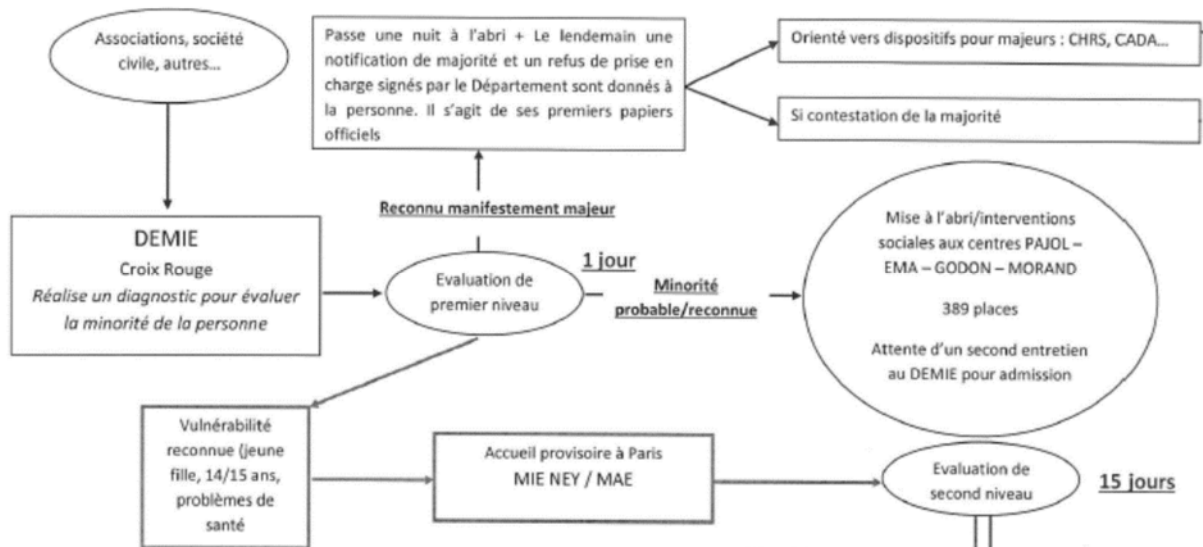 Associations, société
civile, autres...
Passe une nuit à l'abri + Le lendemain une
notification de majorité et un refus de prise en
charge signés par le Département sont donnés à
la personne. Il s'agit de ses premiers papiers
officiels
Orienté vers dispositifs pour majeurs : CHRS, CADA...
Si contestation de la majorité
Reconnu manifestement majeur
DEMIE
Croix Rouge
Réalise un diagnostic pour évaluer
la minorité de la personne
Evaluation de
premier niveau
1 jour
Minorité
probable/reconnue
Mise à l'abri/interventions
sociales aux centres PAJOL –
EMA – GODON – MORAND
389 places
Attente d'un second entretien
au DEMIE pour admission
Vulnérabilité
reconnue (jeune
fille, 14/15 ans,
problèmes de
santé
Accueil provisoire à Paris
MIE NEY / MAE
Evaluation de
second niveau
15 jours